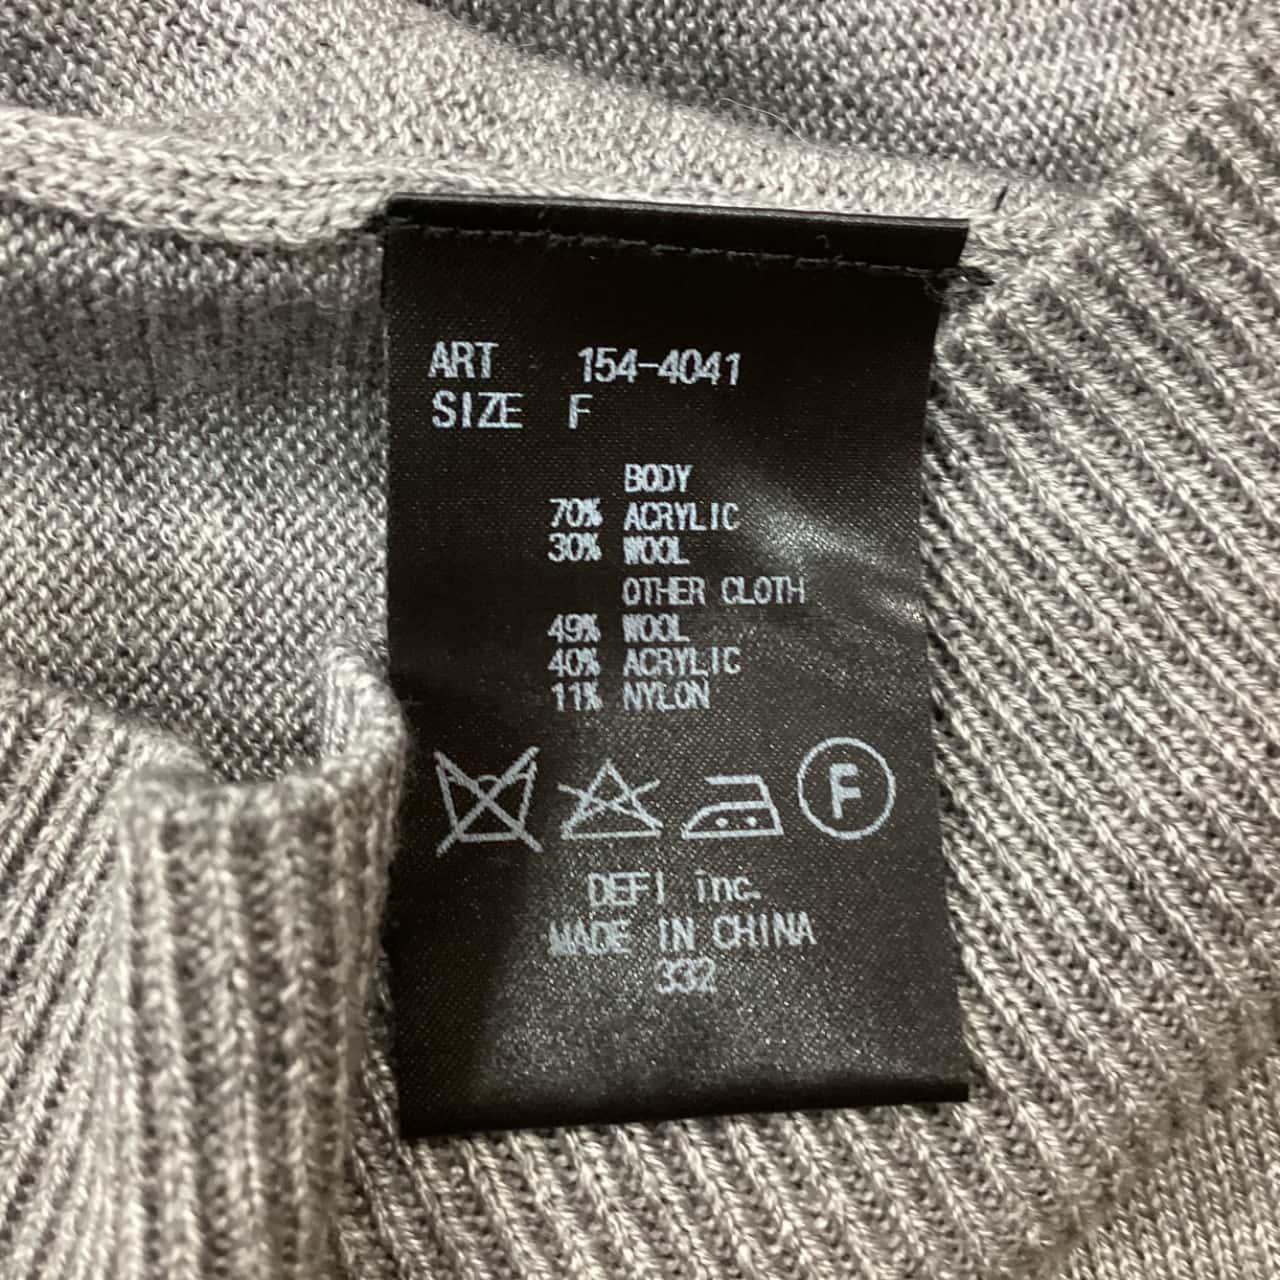 ART 154-4041
SIZE F
BODY
70% ACRYLIC
30% WOOL
OTHER CLOTH
49% WOOL
40% ACRYLIC
11% NYLON
F
DEFI inc.
MADE IN CHINA
332